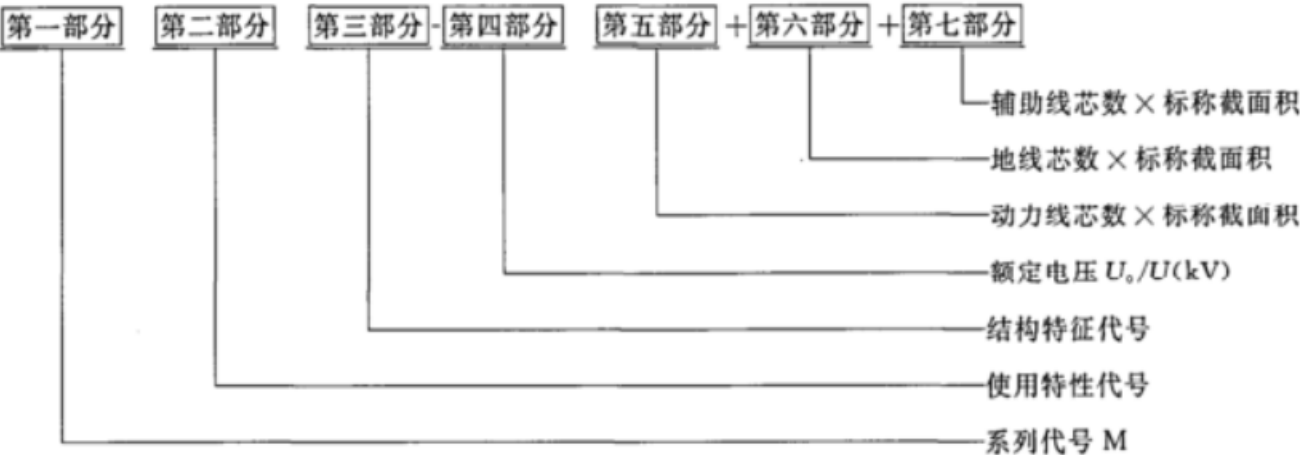 第一部分 第二部分 第三部分-第四部分 第五部分+第六部分+第七部分
辅助线芯数×标称截面积
地线芯数×标称截面积
动力线芯数×标称截面积
额定电压 U₀/U(kV)
结构特征代号
使用特性代号
系列代号 M